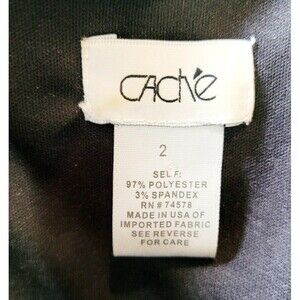 CACHÉ
2
SELF:
97% POLYESTER
3% SPANDEX
RN # 74578
MADE IN USA OF
IMPORTED FABRIC
SEE REVERSE
FOR CARE